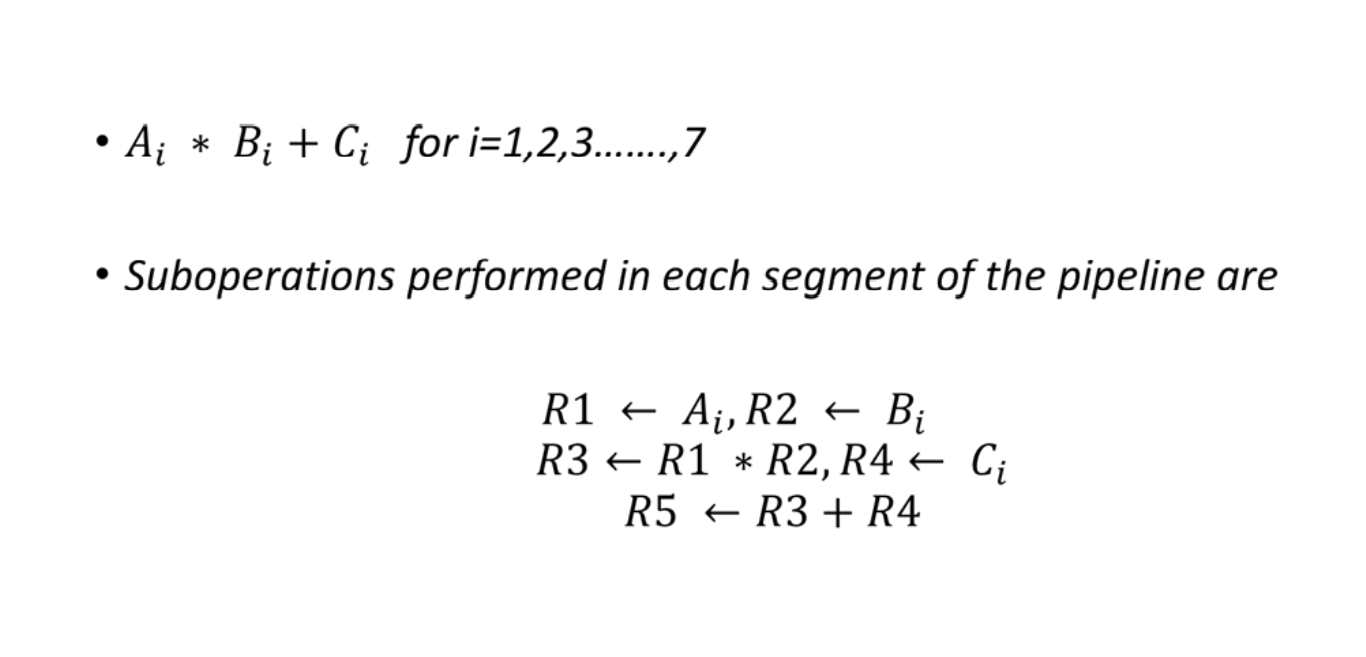 • Aᵢ * Bᵢ + Cᵢ for i=1,2,3.......,7
• Suboperations performed in each segment of the pipeline are
R1 ← Aᵢ, R2 ← Bᵢ
R3 ← R1 * R2, R4 ← Cᵢ
R5 ← R3 + R4